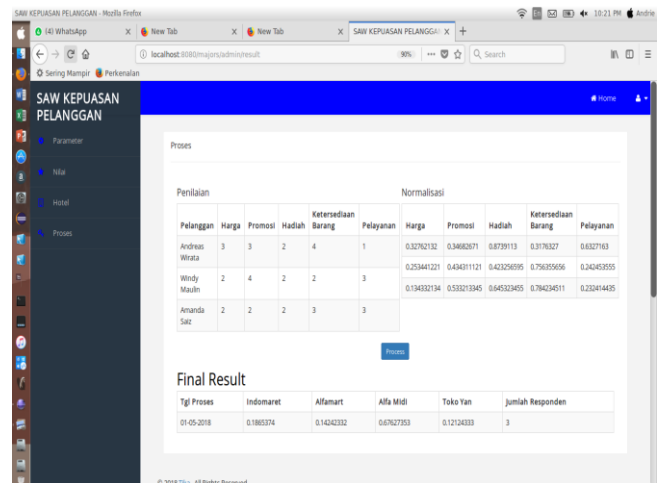 SAW KEPUASAN PELANGGAN - Mozilla Firefox
10:21 PM Andrie
(4) WhatsApp × New Tab × New Tab × SAW KEPUASAN PELANGGAN × +
localhost:8080/majors/admin/result 90% Search
Sering Mampir Perkenalan
SAW KEPUASAN PELANGGAN
Home
Parameter
Nilai
Hotel
Proses
Proses
Penilaian
Pelanggan Harga Promosi Hadiah Ketersediaan Barang Pelayanan
Andreas Wirata 3 3 2 4 1
Windy Maulin 2 4 2 2 3
Amanda Saiz 2 2 2 3 3
Normalisasi
Harga Promosi Hadiah Ketersediaan Barang Pelayanan
0.32762132 0.34682671 0.8739113 0.3176327 0.6327163
0.253441221 0.434311121 0.423256595 0.756355656 0.242453555
0.134332134 0.533213345 0.645323455 0.784234511 0.232414435
Process
Final Result
Tgl Proses Indomaret Alfamart Alfa Midi Toko Yan Jumlah Responden
01-05-2018 0.1865374 0.14242332 0.67627353 0.12124333 3
All Rights Reserved